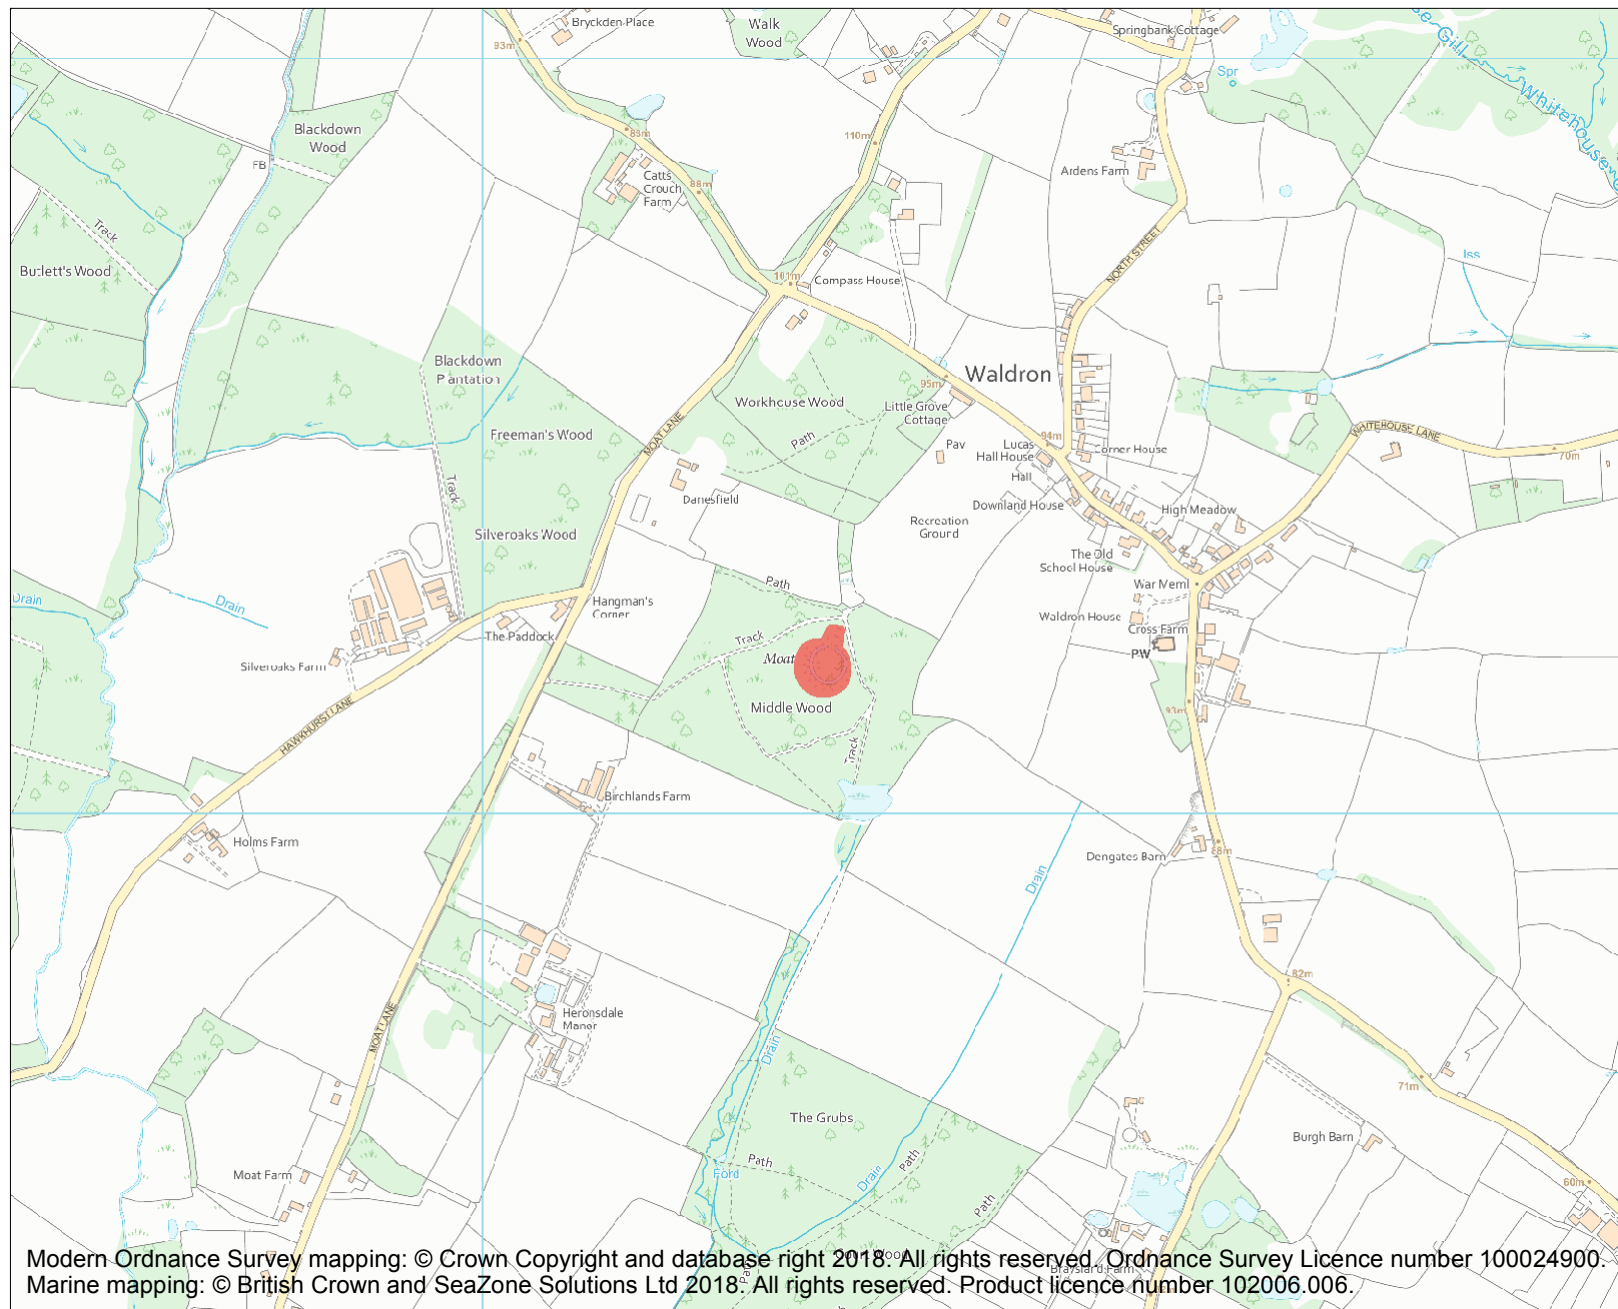 Bryckden Place
Walk
Wood
Springbank Cottage
93m
Spr
Whitehouse
Blackdown
Wood
85m
110m
FB
Catts
Crouch
Farm
88m
Ardens Farm
Track
NORTH STREET
Butlett's Wood
101m
Compass House
Iss
Blackdown
Plantation
Waldron
95m
Workhouse Wood
Little Grove
Cottage
MOAT LANE
Freeman's Wood
Path
Pav
Lucas
Hall House
94m
Corner House
WHITEHOUSE LANE
70m
Hall
Track
Danesfield
Downland House
High Meadow
Recreation
Ground
Silveroaks Wood
The Old
School House
War Meml
Path
Drain
Drain
Hangman's
Corner
Waldron House
The Paddock
Track
Cross Farm
Silveroaks Farm
Moat
PW
Middle Wood
93m
HAWKHURST LANE
Track
Birchlands Farm
Holms Farm
Dengates Barn
88m
Drain
82m
Heronsdale
Manor
MOAT LANE
Drain
71m
The Grubs
Burgh Barn
Path
Path
Moat Farm
Ford
Drain
Path
60m
Path
Modern Ordnance Survey mapping: © Crown Copyright and database right 2018. All rights reserved. Ordnance Survey Licence number 100024900.
Marine mapping: © British Crown and SeaZone Solutions Ltd 2018. All rights reserved. Product licence number 102006.006.